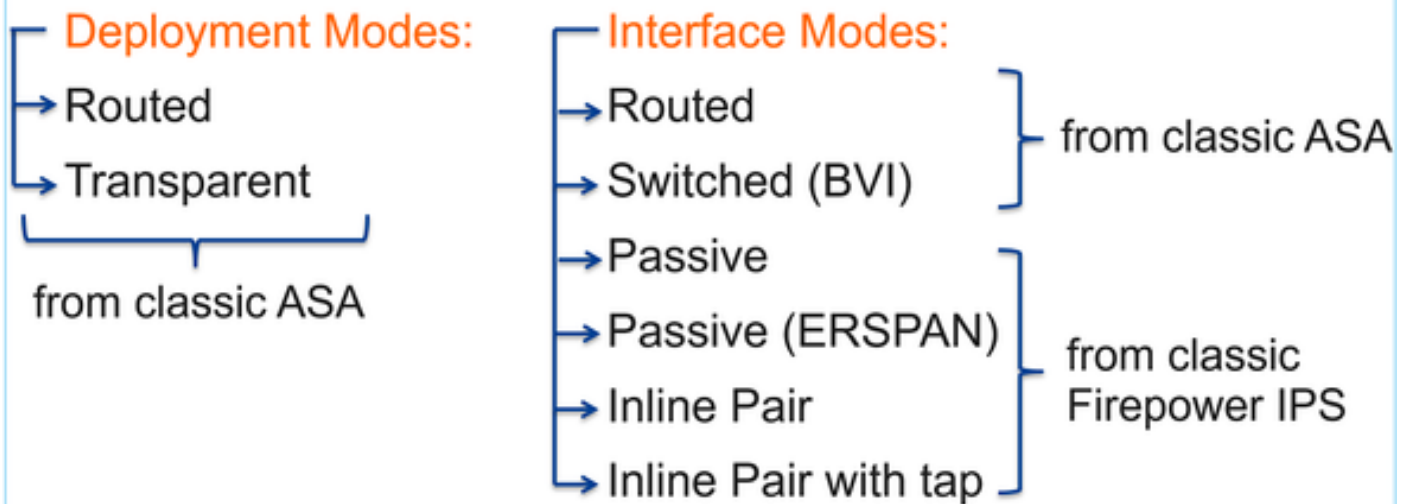 Deployment Modes:
Routed
Transparent
from classic ASA
Interface Modes:
Routed
Switched (BVI)
Passive
Passive (ERSPAN)
Inline Pair
Inline Pair with tap
from classic ASA
from classic
Firepower IPS